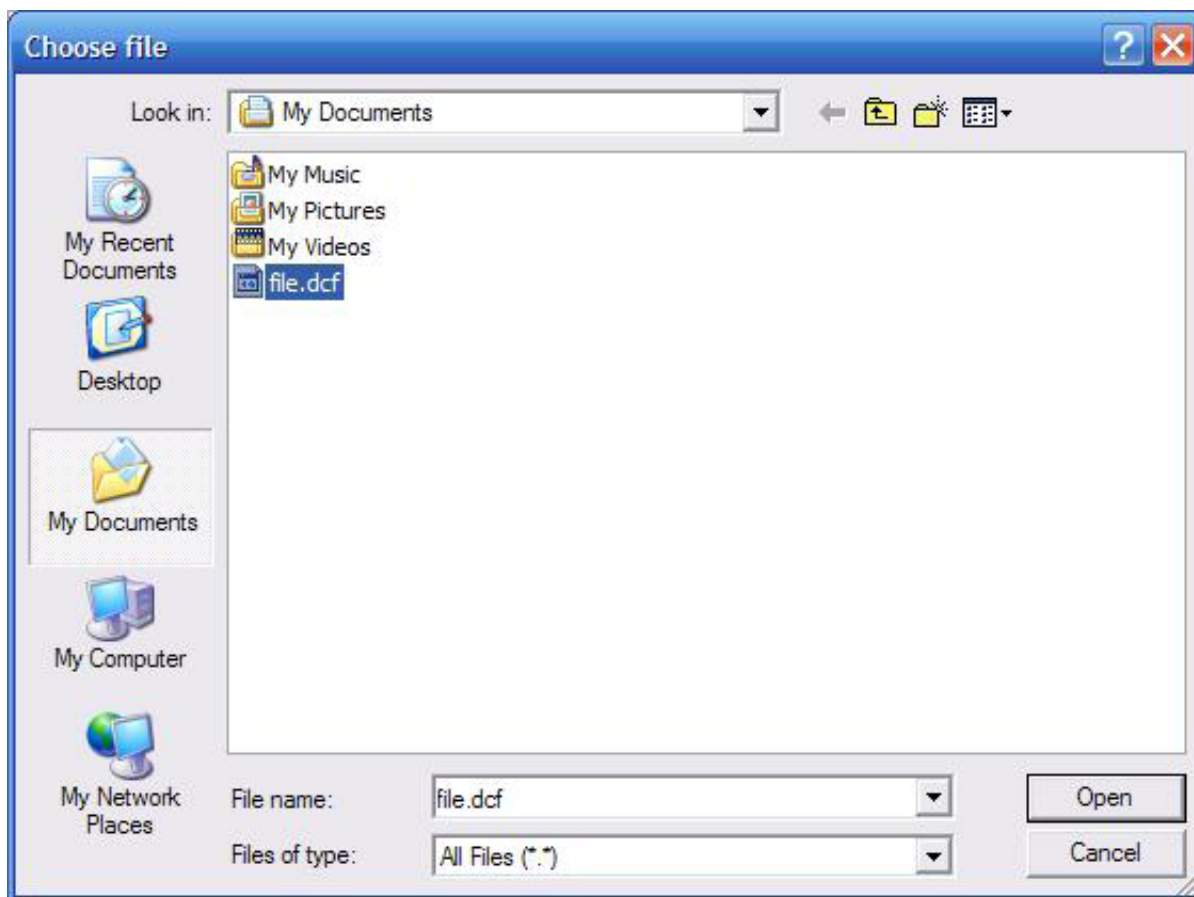 Choose file
Look in:
My Documents
My Music
My Pictures
My Videos
file.dcf
My Recent
Documents
Desktop
My Documents
My Computer
My Network
Places
File name:
file.dcf
Open
Files of type:
All Files (*.*)
Cancel